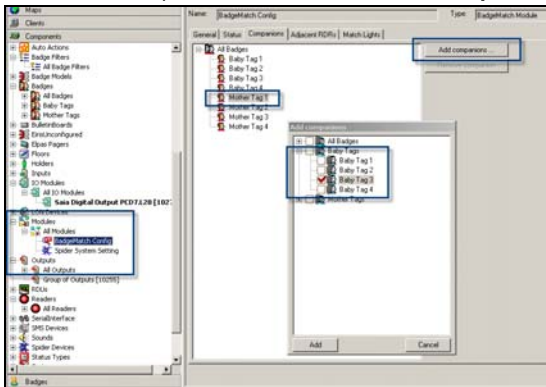 Maps
Clients
Components
Auto Actions
Badge Filters
All Badge Filters
Badge Models
Badges
All Badges
Baby Tags
Mother Tags
BulletinBoards
EirisUnconfigured
Elpas Pagers
Floors
Holders
Inputs
IO Modules
All IO Modules
Saia Digital Output PCD7.L20 [102
LON Devices
Modules
All Modules
BadgeMatch Config
Spider System Setting
Outputs
All Outputs
Group of Outputs [10255]
RDUs
Readers
All Readers
SerialInterface
SMS Devices
Sounds
Spider Devices
Status Types
Badges
Name: BadgeMatch Config Type: BadgeMatch Module
General Status Companions Adjacent RDRs Match Lights
All Badges
Baby Tag 1
Baby Tag 2
Baby Tag 3
Baby Tag 4
Mother Tag 1
Mother Tag 2
Mother Tag 3
Mother Tag 4
Add companions ...
Add companions
All Badges
Baby Tags
Baby Tag 1
Baby Tag 2
Baby Tag 3
Baby Tag 4
Mother Tags
Add Cancel